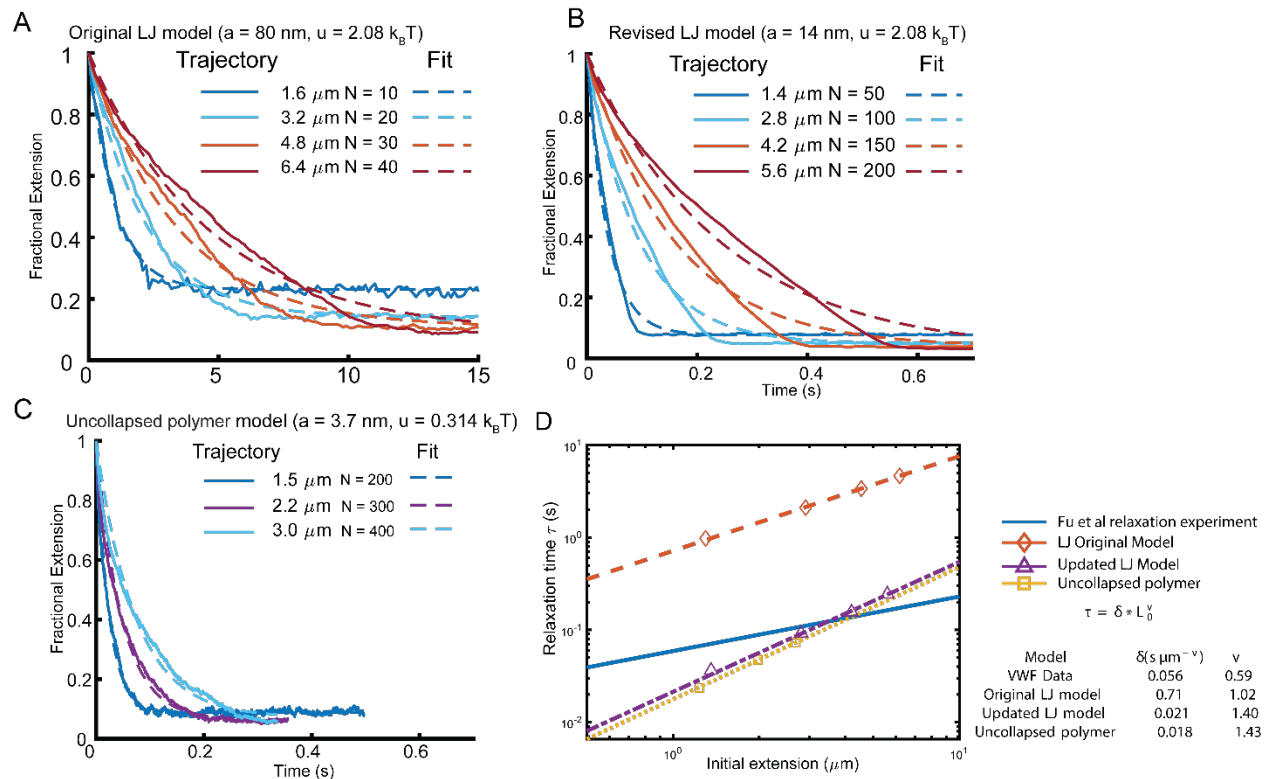 A
Original LJ model (a = 80 nm, u = 2.08 kBT)
Trajectory Fit
1.6 μm N = 10
3.2 μm N = 20
4.8 μm N = 30
6.4 μm N = 40
Fractional Extension
1
0.8
0.6
0.4
0.2
0
0 5 10 15
B
Revised LJ model (a = 14 nm, u = 2.08 kBT)
Trajectory Fit
1.4 μm N = 50
2.8 μm N = 100
4.2 μm N = 150
5.6 μm N = 200
Fractional Extension
1
0.8
0.6
0.4
0.2
0
0 0.2 0.4 0.6
Time (s)
C
Uncollapsed polymer model (a = 3.7 nm, u = 0.314 kBT)
Trajectory Fit
1.5 μm N = 200
2.2 μm N = 300
3.0 μm N = 400
Fractional Extension
1
0.8
0.6
0.4
0.2
0
0 0.2 0.4 0.6
Time (s)
D
Relaxation time τ (s)
10^1
10^0
10^-1
10^-2
10^0 10^1
Initial extension (μm)
Fu et al relaxation experiment
LJ Original Model
Updated LJ Model
Uncollapsed polymer
τ = δ * L0^ν
Model δ(s μm^-ν) ν
VWF Data 0.056 0.59
Original LJ model 0.71 1.02
Updated LJ model 0.021 1.40
Uncollapsed polymer 0.018 1.43